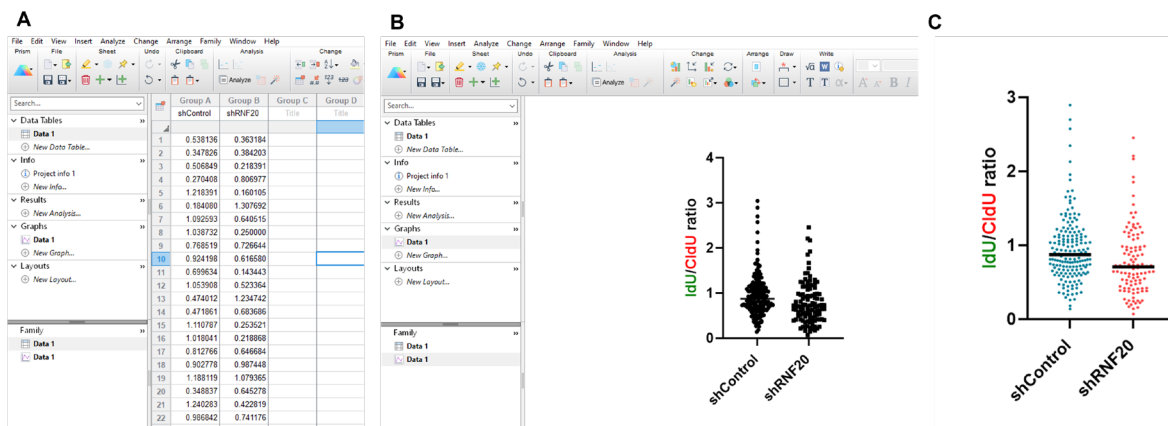 A
File Edit View Insert Analyze Change Arrange Family Window Help
Prism File Sheet Undo Clipboard Analysis Change
Analyze
Search...
Data Tables
Data 1
New Data Table...
Info
Project info 1
New Info...
Results
New Analysis...
Graphs
Data 1
New Graph...
Layouts
New Layout...
Family
Data 1
Data 1
Group A Group B Group C Group D
shControl shRNF20 Title Title
1 0.538136 0.363184
2 0.347826 0.384203
3 0.506849 0.218391
4 0.270408 0.806977
5 1.218391 0.160105
6 0.184080 1.307692
7 1.092593 0.640515
8 1.038732 0.250000
9 0.768519 0.726644
10 0.924198 0.616580
11 0.699634 0.143443
12 1.053908 0.523364
13 0.474012 1.234742
14 0.471861 0.683686
15 1.110787 0.253521
16 1.018041 0.218868
17 0.812766 0.646684
18 0.902778 0.987448
19 1.188119 1.079365
20 0.348837 0.645278
21 1.240283 0.422819
22 0.986842 0.741176
B
File Edit View Insert Analyze Change Arrange Family Window Help
Prism File Sheet Undo Clipboard Analysis Change Arrange Draw Write
Analyze
Search...
Data Tables
Data 1
New Data Table...
Info
Project info 1
New Info...
Results
New Analysis...
Graphs
Data 1
New Graph...
Layouts
New Layout...
Family
Data 1
Data 1
IdU/CldU ratio
4
3
2
1
0
shControl
shRNF20
C
IdU/CldU ratio
3
2
1
0
shControl
shRNF20